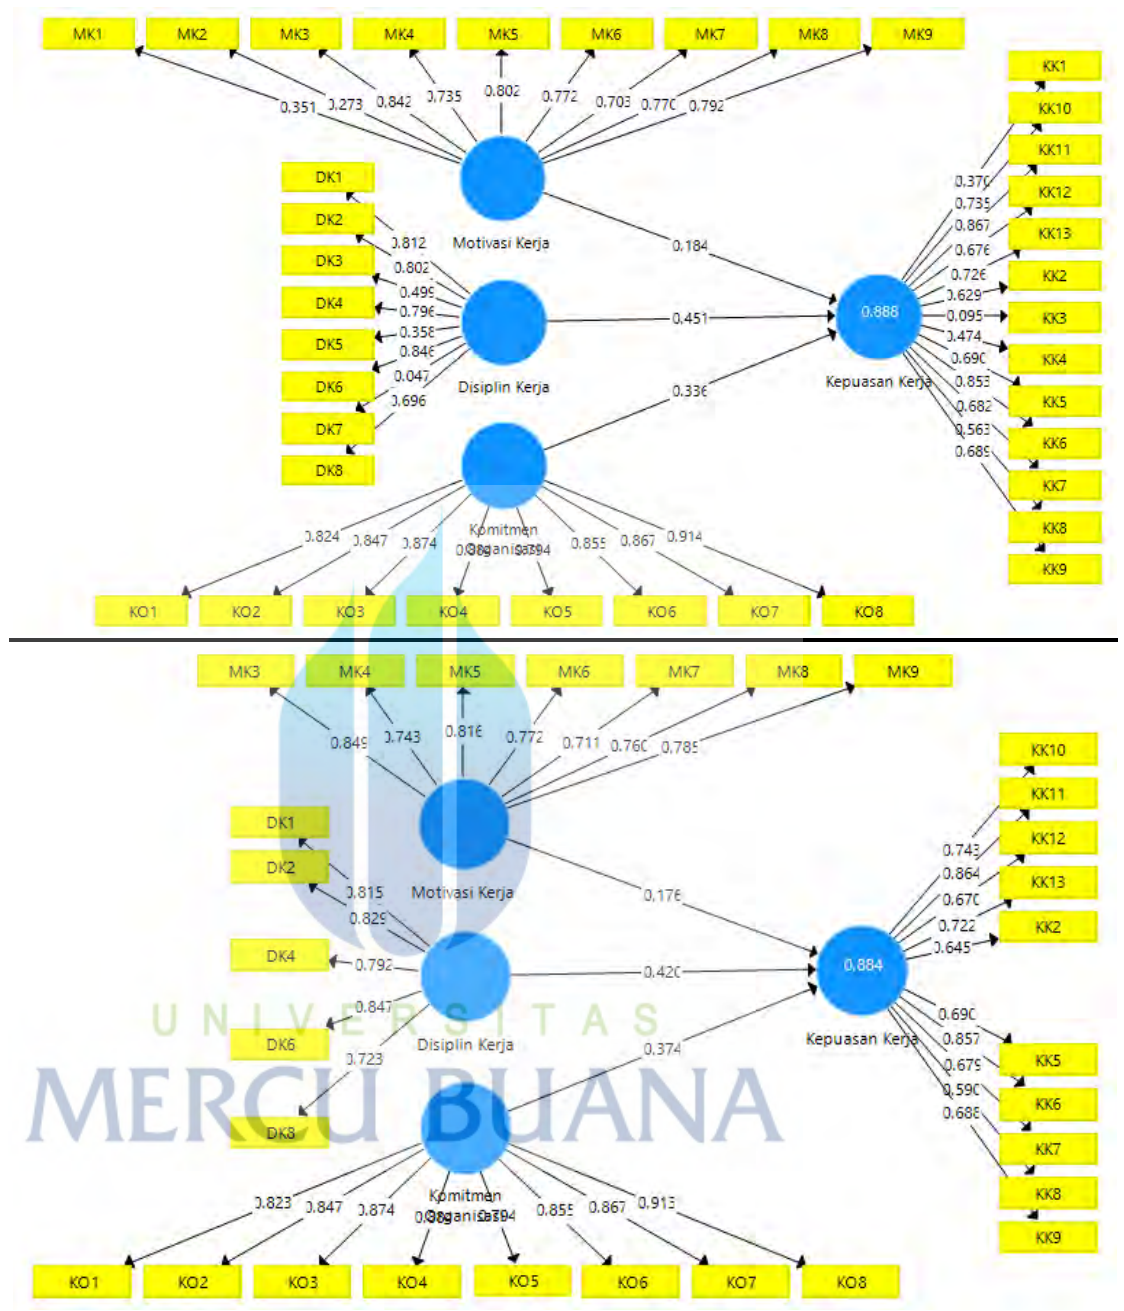 MK1 MK2 MK3 MK4 MK5 MK6 MK7 MK8 MK9
0.351 0.273 0.842 0.735 0.802 0.772 0.703 0.770 0.792
Motivasi Kerja
DK1
DK2
DK3
DK4
DK5
DK6
DK7
DK8
0.812
0.802
0.499
0.796
0.358
0.846
0.047
0.696
Disiplin Kerja
0.184
0.451
0.336
0.888
Kepuasan Kerja
KK1
KK10
KK11
KK12
KK13
KK2
KK3
KK4
KK5
KK6
KK7
KK8
KK9
0.370
0.735
0.867
0.676
0.726
0.629
0.095
0.474
0.690
0.853
0.682
0.563
0.689
Komitmen
Organisasi
0.824 0.847 0.874 0.794 0.855 0.867 0.914
KO1 KO2 KO3 KO4 KO5 KO6 KO7 KO8
MK3 MK4 MK5 MK6 MK7 MK8 MK9
0.849 0.743 0.816 0.772 0.711 0.760 0.785
Motivasi Kerja
DK1
DK2
DK4
DK6
DK8
0.815
0.829
0.792
0.847
0.723
Disiplin Kerja
0.176
0.420
0.374
0.884
Kepuasan Kerja
KK10
KK11
KK12
KK13
KK2
KK5
KK6
KK7
KK8
KK9
0.743
0.864
0.670
0.722
0.645
0.690
0.857
0.679
0.590
0.688
UNIVERSITAS
MERCU BUANA
Komitmen
Organisasi
0.823 0.847 0.874 0.794 0.855 0.867 0.913
KO1 KO2 KO3 KO4 KO5 KO6 KO7 KO8